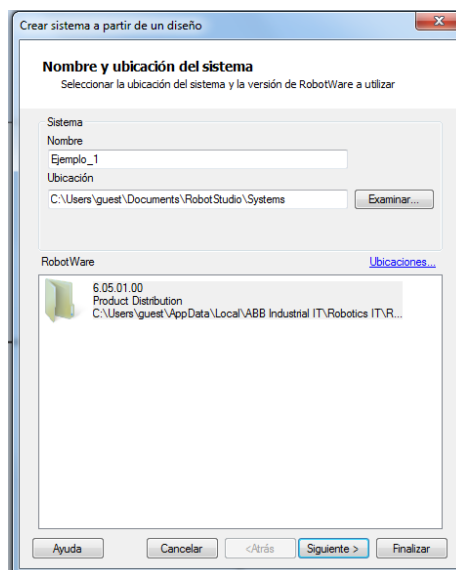 Crear sistema a partir de un diseño
Nombre y ubicación del sistema
Seleccionar la ubicación del sistema y la versión de RobotWare a utilizar
Sistema
Nombre
Ejemplo_1
Ubicación
C:\Users\guest\Documents\RobotStudio\Systems
Examinar...
RobotWare
Ubicaciones...
6.05.01.00
Product Distribution
C:\Users\guest\AppData\Local\ABB Industrial IT\Robotics IT\R...
Ayuda
Cancelar
<Atrás
Siguiente >
Finalizar